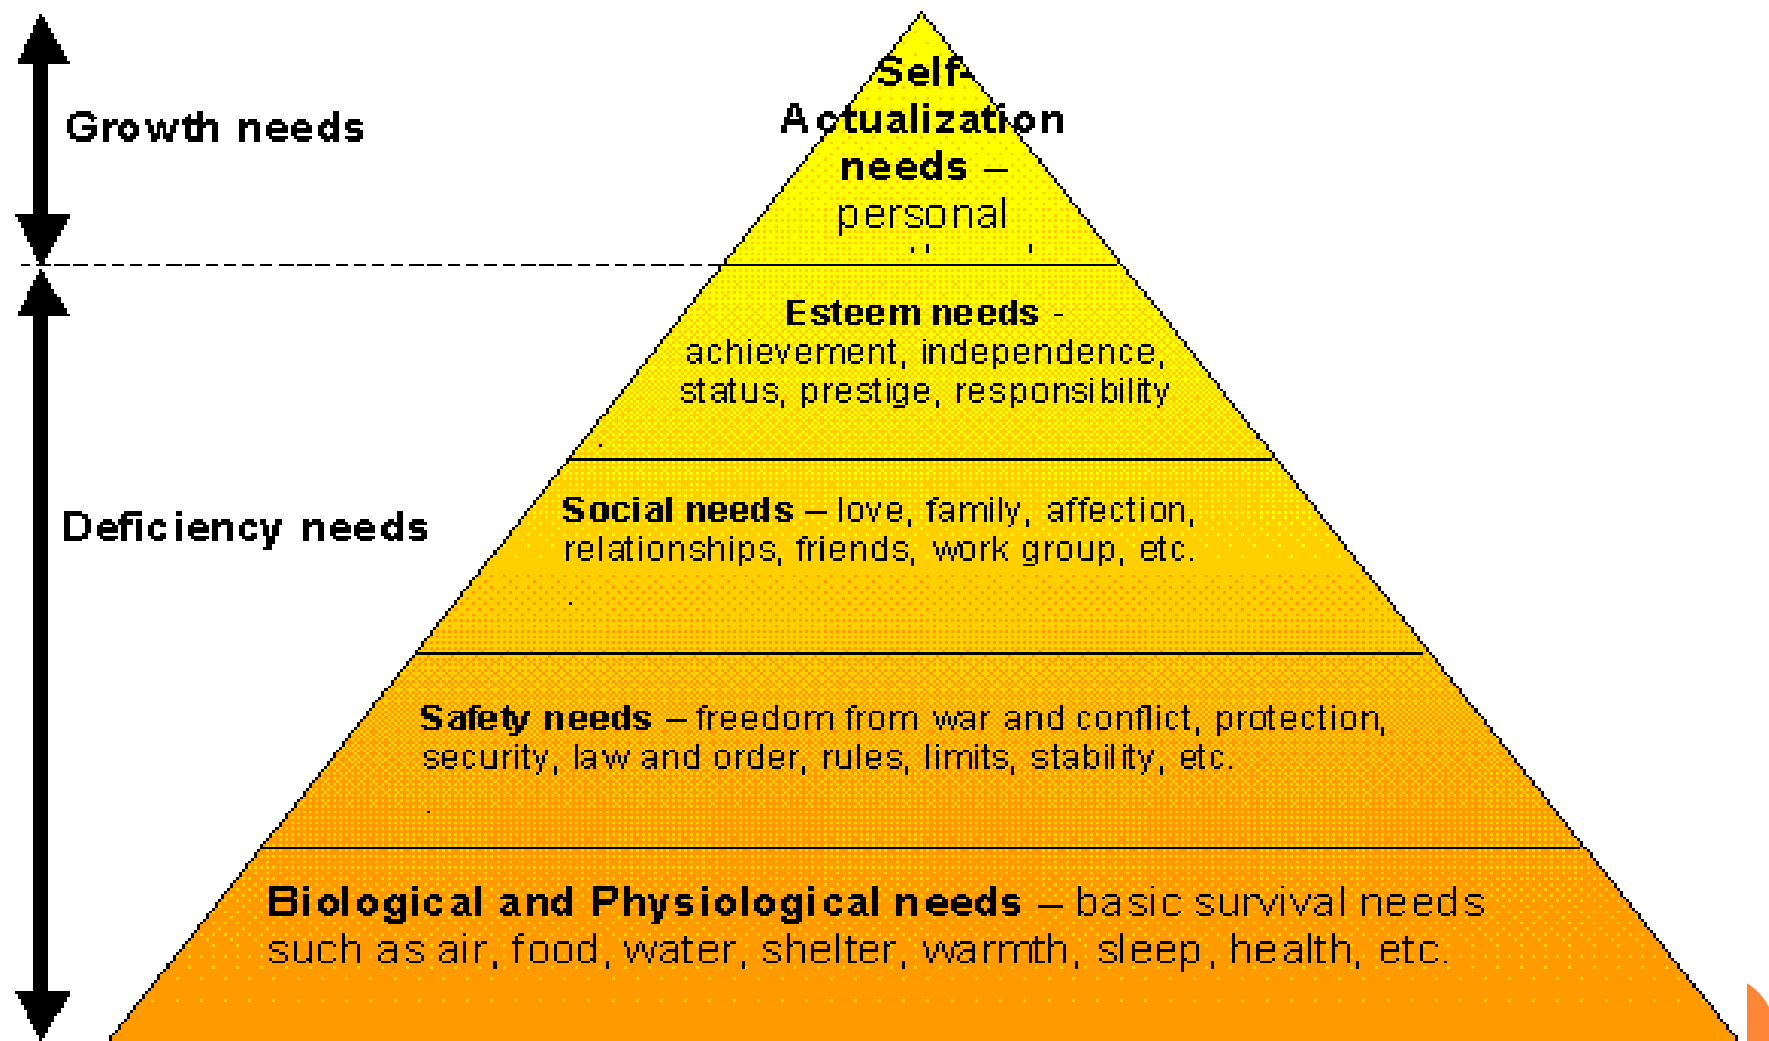 Growth needs
Self-
Actualization
needs –
personal
Esteem needs -
achievement, independence,
status, prestige, responsibility
Deficiency needs
Social needs – love, family, affection,
relationships, friends, work group, etc.
Safety needs – freedom from war and conflict, protection,
security, law and order, rules, limits, stability, etc.
Biological and Physiological needs – basic survival needs
such as air, food, water, shelter, warmth, sleep, health, etc.